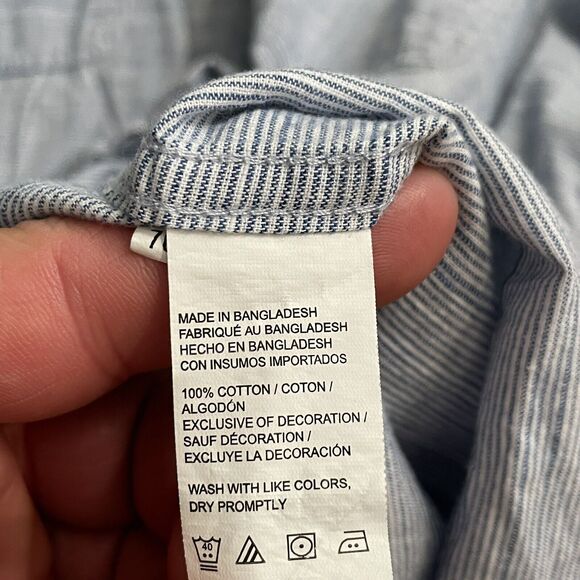 MADE IN BANGLADESH
FABRIQUÉ AU BANGLADESH
HECHO EN BANGLADESH
CON INSUMOS IMPORTADOS
100% COTTON / COTON /
ALGODÓN
EXCLUSIVE OF DECORATION /
SAUF DÉCORATION /
EXCLUYE LA DECORACIÓN
WASH WITH LIKE COLORS,
DRY PROMPTLY
40